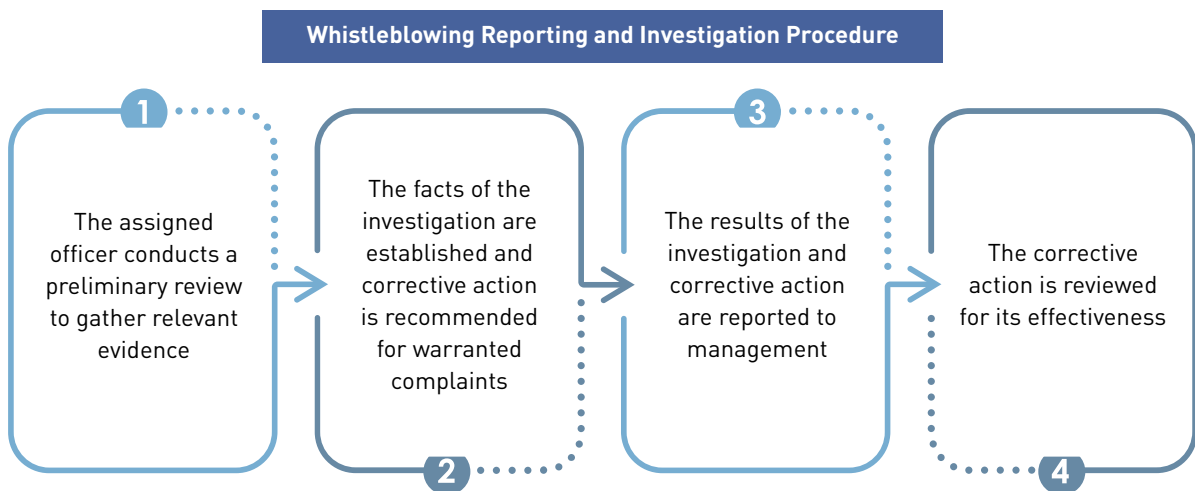 Whistleblowing Reporting and Investigation Procedure
1
The assigned
officer conducts a
preliminary review
to gather relevant
evidence
The facts of the
investigation are
established and
corrective action
is recommended
for warranted
complaints
2
3
The results of the
investigation and
corrective action
are reported to
management
The corrective
action is reviewed
for its effectiveness
4